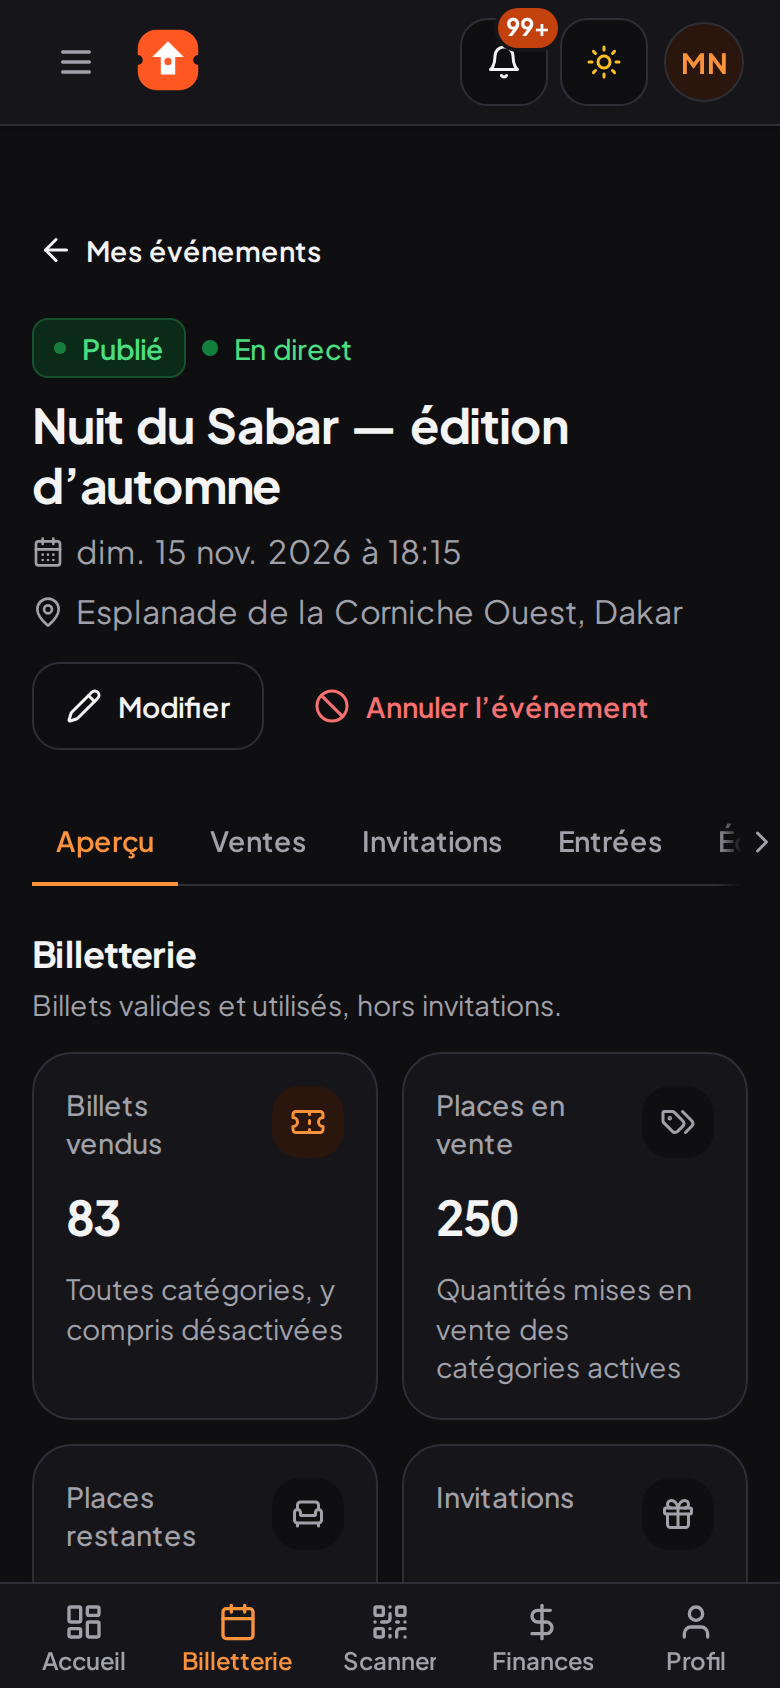 99+
MN
Mes événements
Publié
En direct
Nuit du Sabar — édition
d’automne
dim. 15 nov. 2026 à 18:15
Esplanade de la Corniche Ouest, Dakar
Modifier
Annuler l’événement
Aperçu
Ventes
Invitations
Entrées
Billetterie
Billets valides et utilisés, hors invitations.
Billets
vendus
83
Toutes catégories, y
compris désactivées
Places en
vente
250
Quantités mises en
vente des
catégories actives
Places
restantes
Invitations
Accueil
Billetterie
Scanner
Finances
Profil